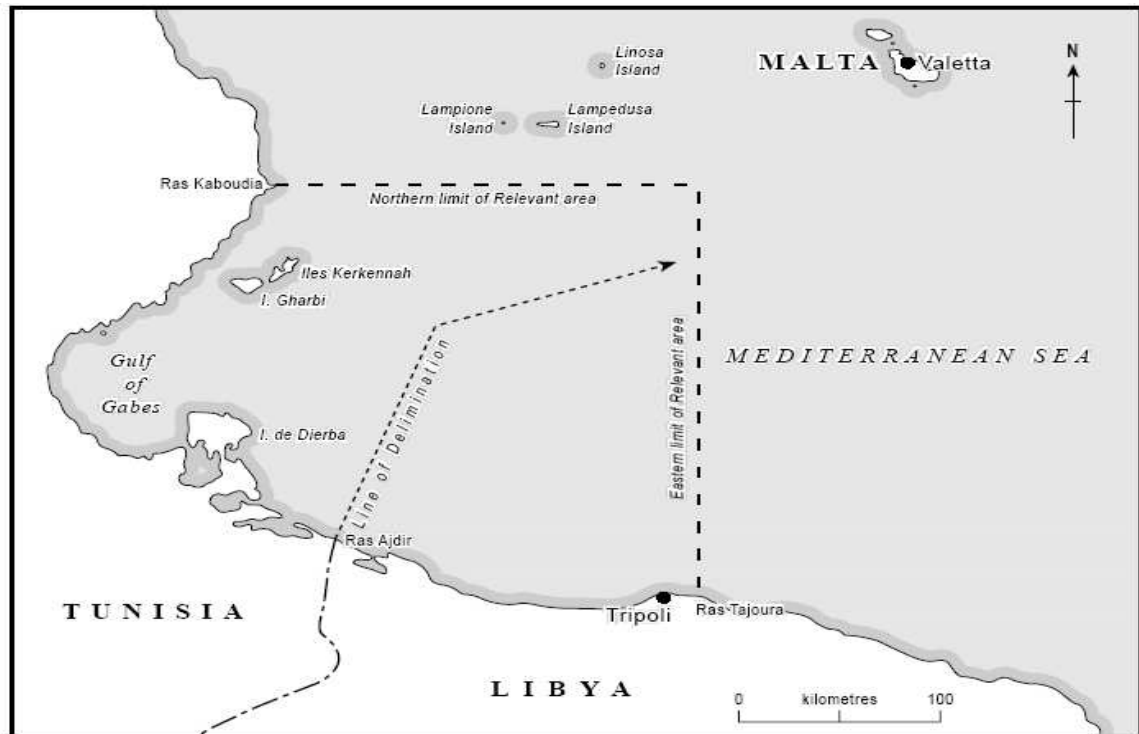 Linosa
Island
MALTA
Valetta
N
Lampione
Island
Lampedusa
Island
Ras Kaboudia
Northern limit of Relevant area
Iles Kerkennah
I. Gharbi
Gulf
of
Gabes
Line of Delimination
Eastern limit of Relevant area
MEDITERRANEAN SEA
I. de Djerba
Ras Ajdir
TUNISIA
Tripoli
Ras Tajoura
LIBYA
0 kilometres 100